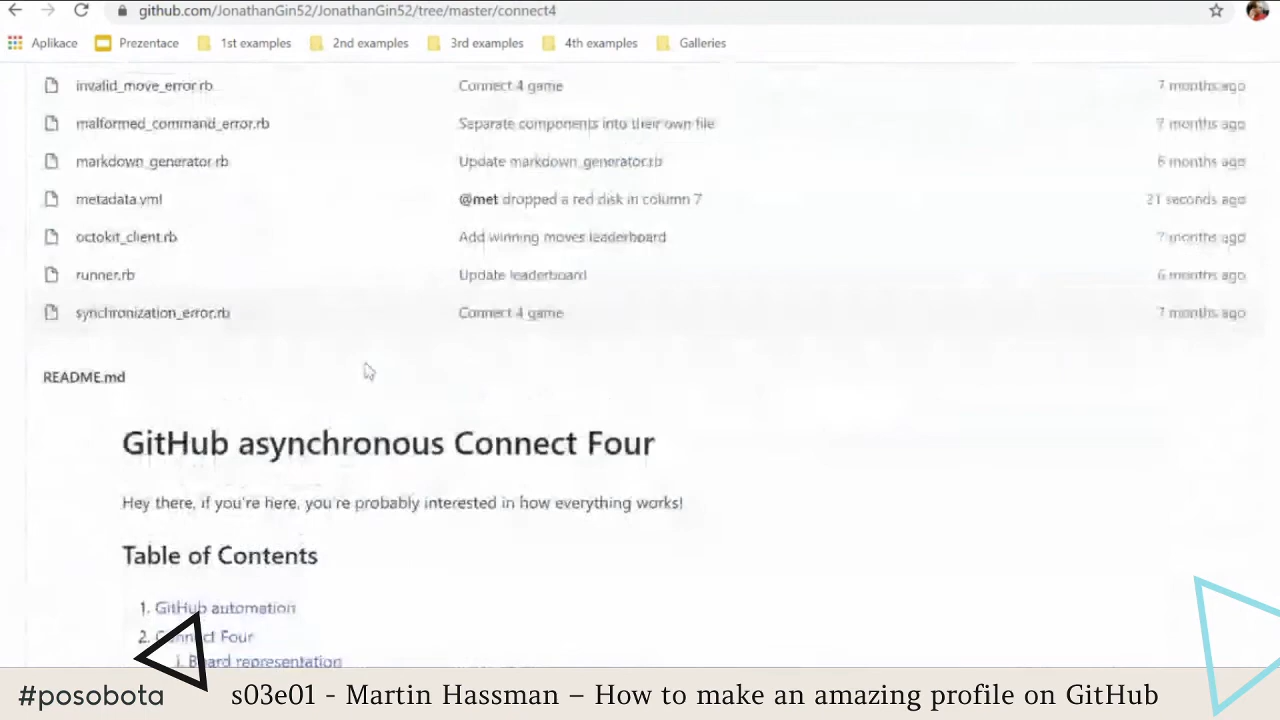 github.com/JonathanGin52/JonathanGin52/tree/master/connect4
Aplikace Prezentace 1st examples 2nd examples 3rd examples 4th examples Galleries
invalid_move_error.rb Connect 4 game 7 months ago
malformed_command_error.rb Separate components into their own file 7 months ago
markdown_generator.rb Update markdown_generator.rb 6 months ago
metadata.yml @met dropped a red disk in column 7 21 seconds ago
octokit_client.rb Add winning moves leaderboard 7 months ago
runner.rb Update leaderboard 6 months ago
synchronization_error.rb Connect 4 game 7 months ago
README.md
GitHub asynchronous Connect Four
Hey there, if you're here, you're probably interested in how everything works!
Table of Contents
1. GitHub automation
2. Connect Four
i. Board representation
#posobota s03e01 - Martin Hassman – How to make an amazing profile on GitHub